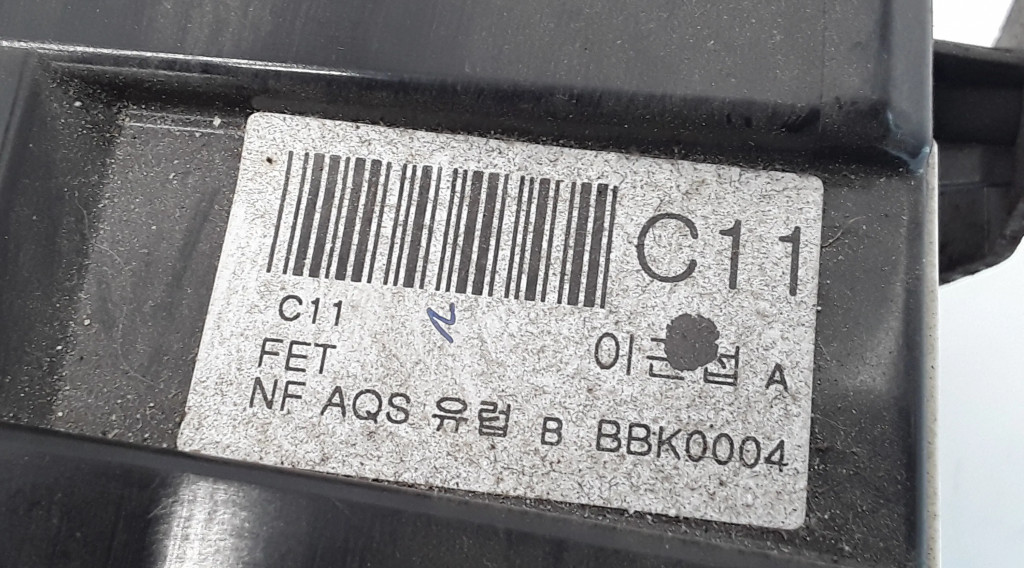 C11
C11
FET A
NF AQS 유럽 B BBK0004